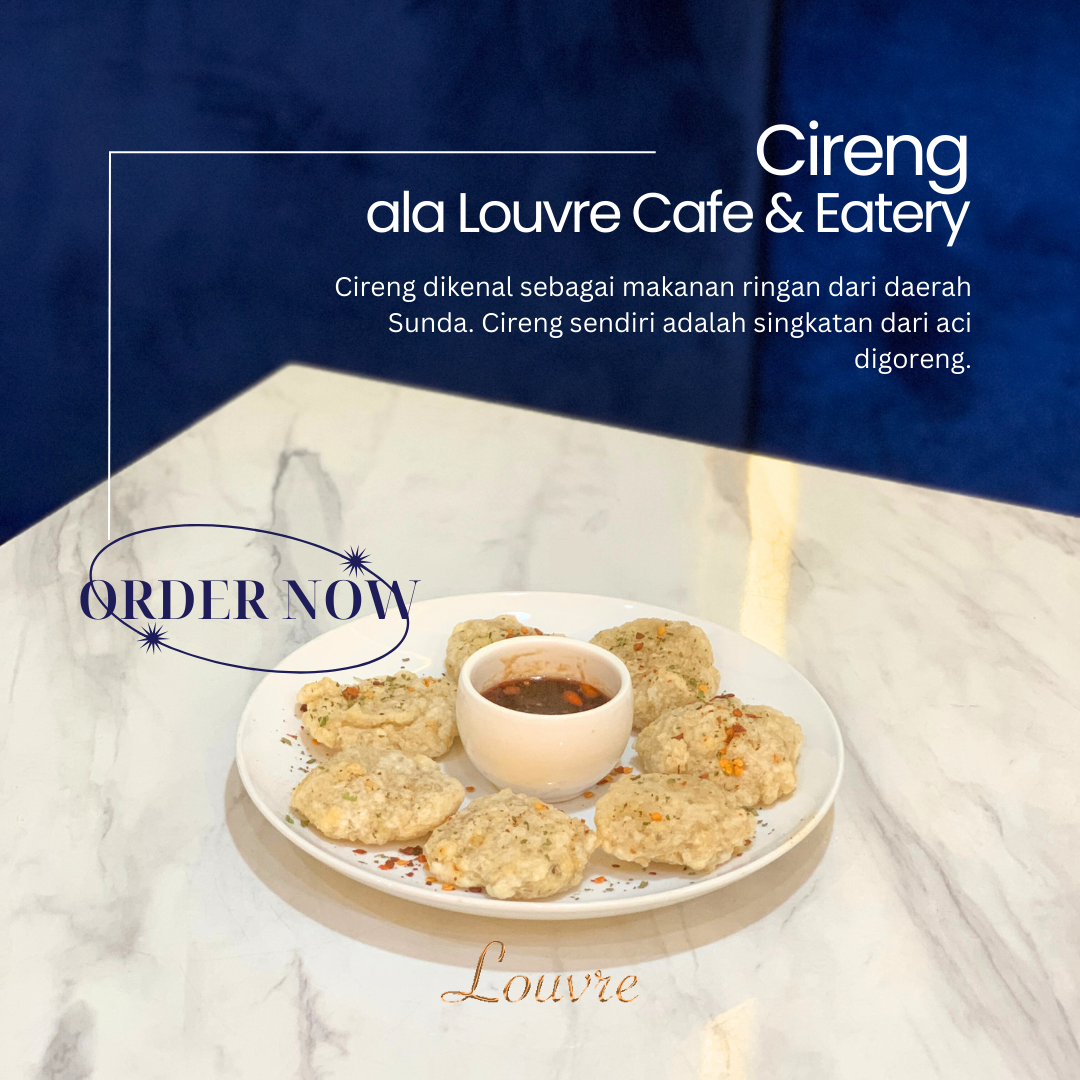 Cireng
ala Louvre Cafe & Eatery
Cireng dikenal sebagai makanan ringan dari daerah
Sunda. Cireng sendiri adalah singkatan dari aci
digoreng.
ORDER NOW
Louvre